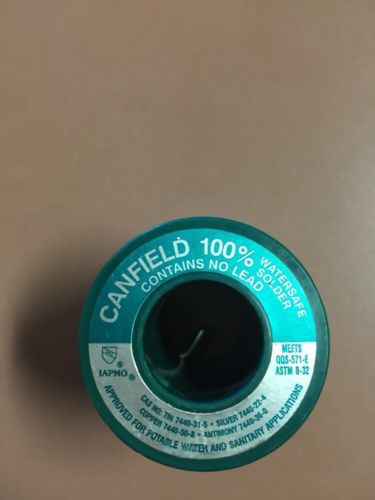 CANFIELD 100% WATERSAFE
CONTAINS NO LEAD SOLDER
IAPMO®
®
MEETS
QQS-571-E
ASTM B-32
CAS NO: TIN 7440-31-5 • SILVER 7440-22-4
COPPER 7440-50-8 • ANTIMONY 7440-36-0
APPROVED FOR POTABLE WATER AND SANITARY APPLICATIONS